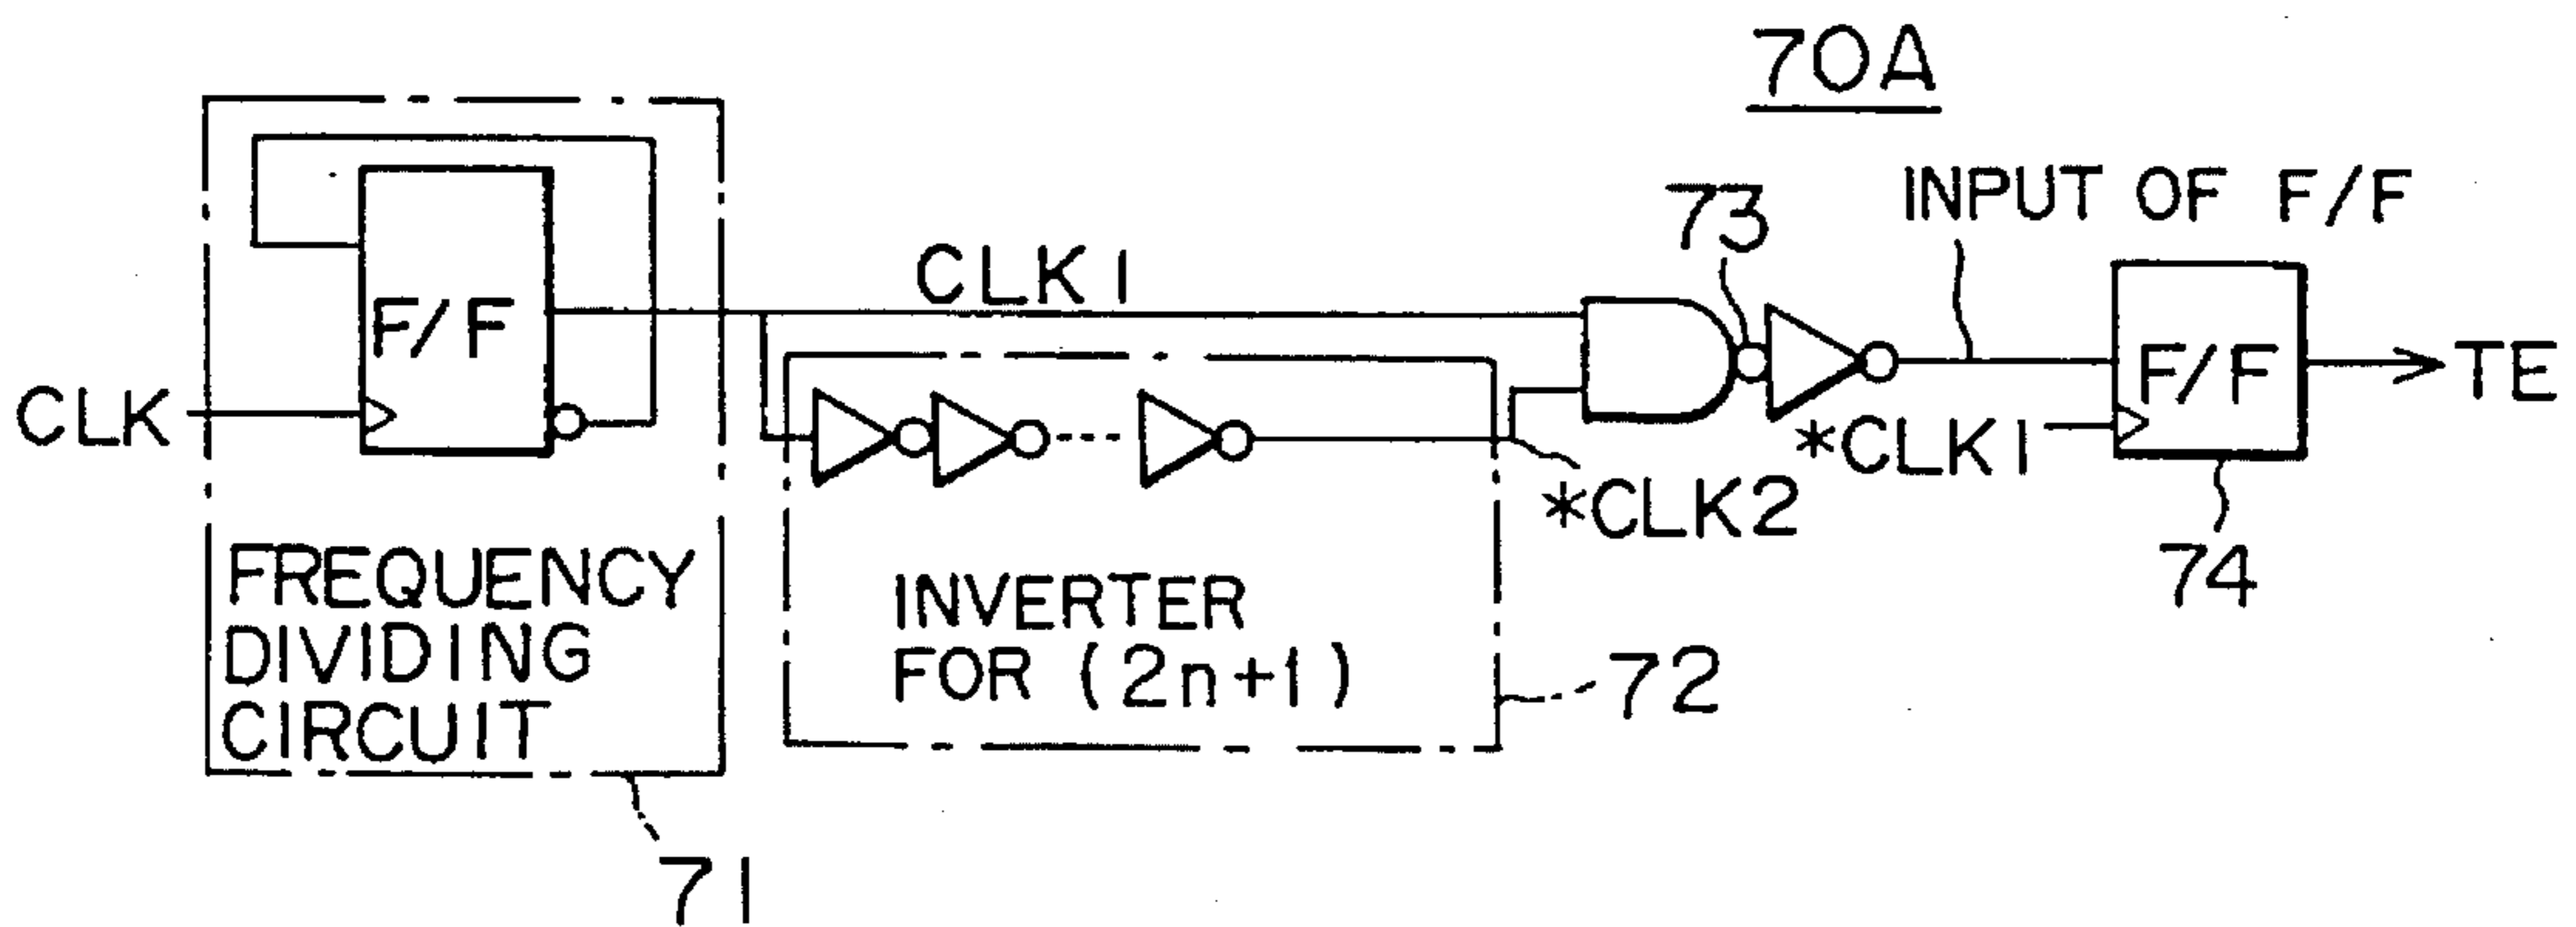 70A
CLK
F/F
FREQUENCY
DIVIDING
CIRCUIT
71
CLK1
INVERTER
FOR (2n+1)
72
*CLK2
73
INPUT OF F/F
*CLK1
F/F
74
TE